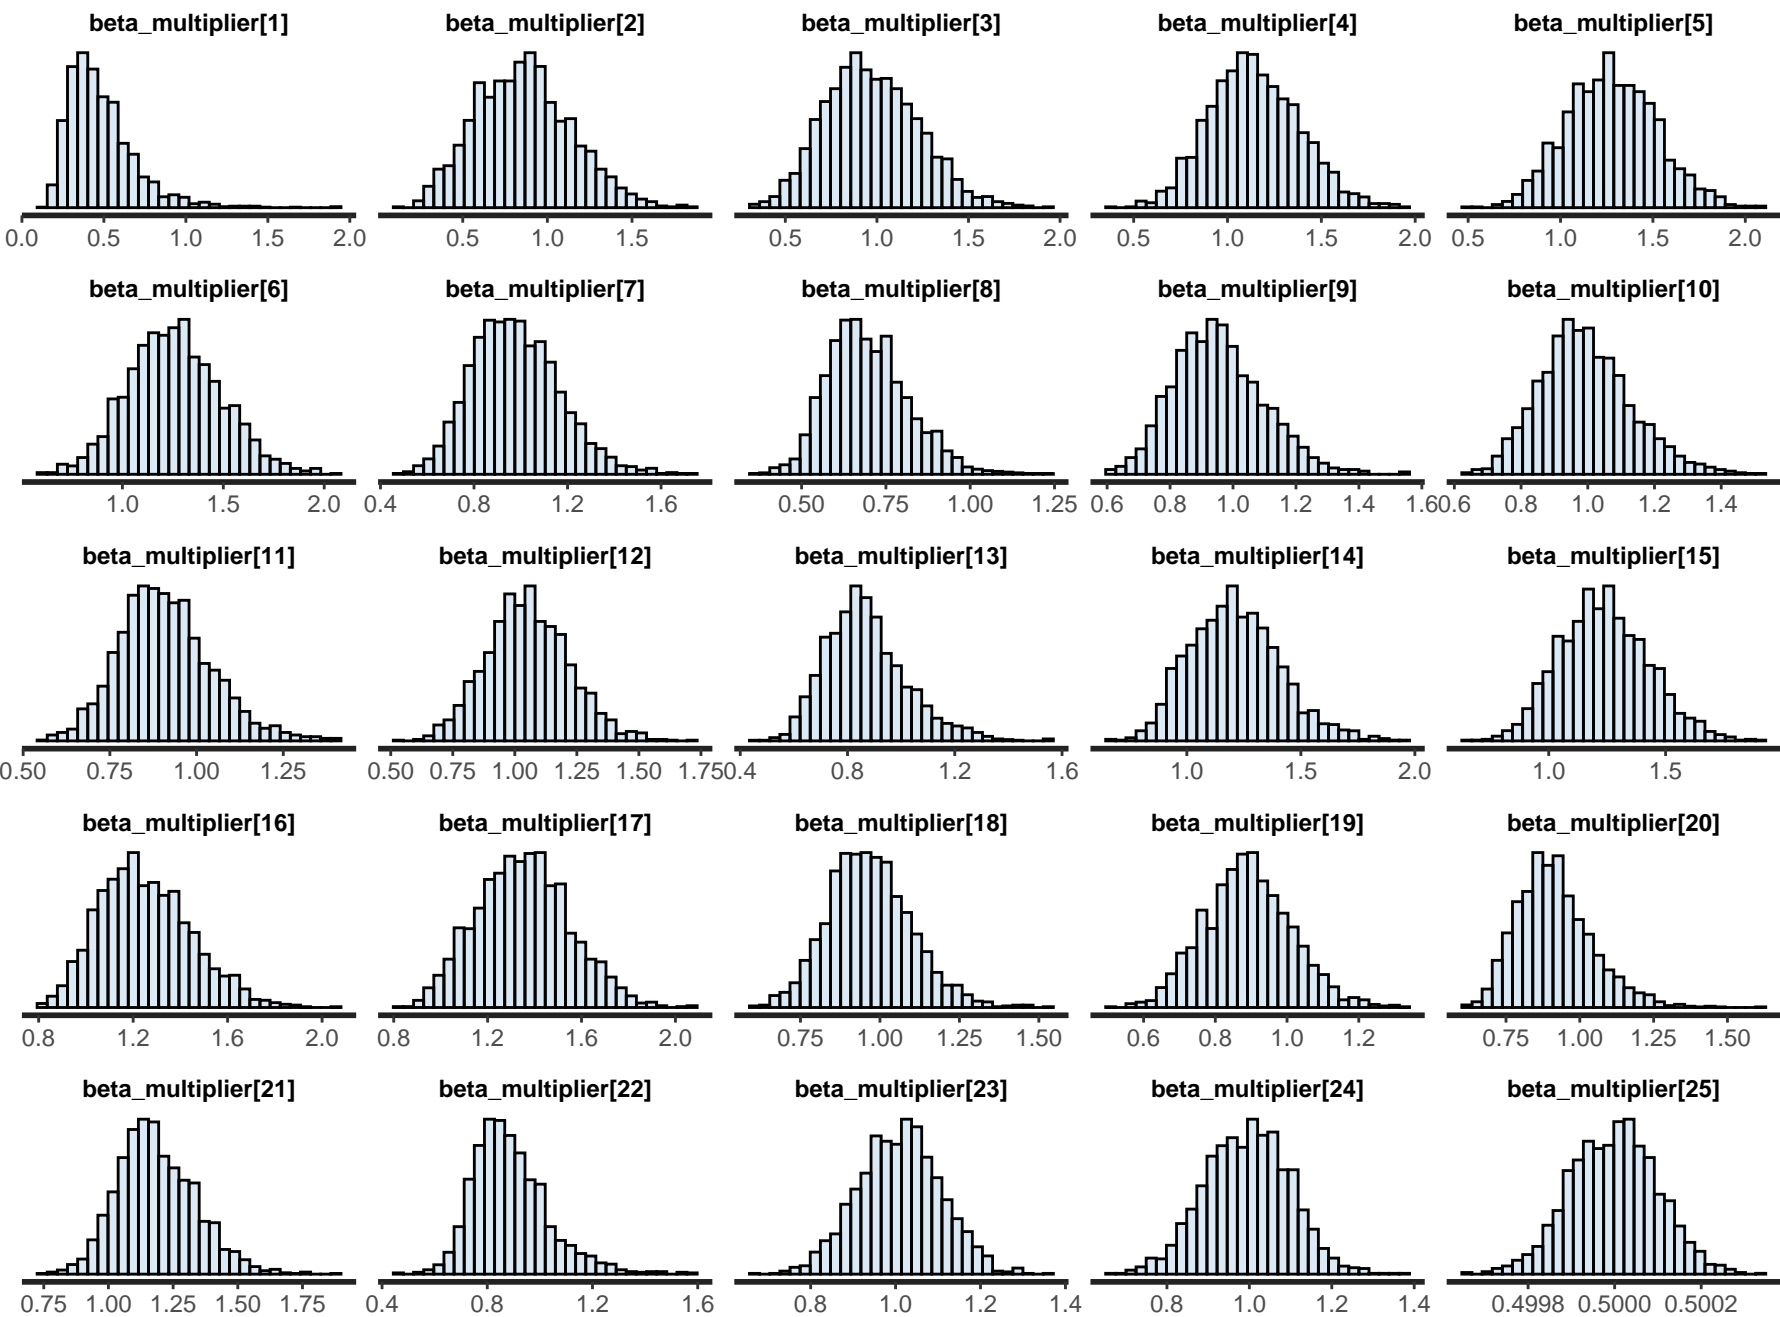 beta_multiplier[1] beta_multiplier[2] beta_multiplier[3] beta_multiplier[4] beta_multiplier[5]
0.0 0.5 1.0 1.5 2.0 0.5 1.0 1.5 0.5 1.0 1.5 2.0 0.5 1.0 1.5 2.0 0.5 1.0 1.5 2.0
beta_multiplier[6] beta_multiplier[7] beta_multiplier[8] beta_multiplier[9] beta_multiplier[10]
1.0 1.5 2.0 0.4 0.8 1.2 1.6 0.50 0.75 1.00 1.25 0.6 0.8 1.0 1.2 1.4 1.6 0.6 0.8 1.0 1.2 1.4
beta_multiplier[11] beta_multiplier[12] beta_multiplier[13] beta_multiplier[14] beta_multiplier[15]
0.50 0.75 1.00 1.25 0.50 0.75 1.00 1.25 1.50 1.75 0.4 0.8 1.2 1.6 1.0 1.5 2.0 1.0 1.5
beta_multiplier[16] beta_multiplier[17] beta_multiplier[18] beta_multiplier[19] beta_multiplier[20]
0.8 1.2 1.6 2.0 0.8 1.2 1.6 2.0 0.75 1.00 1.25 1.50 0.6 0.8 1.0 1.2 0.75 1.00 1.25 1.50
beta_multiplier[21] beta_multiplier[22] beta_multiplier[23] beta_multiplier[24] beta_multiplier[25]
0.75 1.00 1.25 1.50 1.75 0.4 0.8 1.2 1.6 0.8 1.0 1.2 1.4 0.8 1.0 1.2 1.4 0.4998 0.5000 0.5002